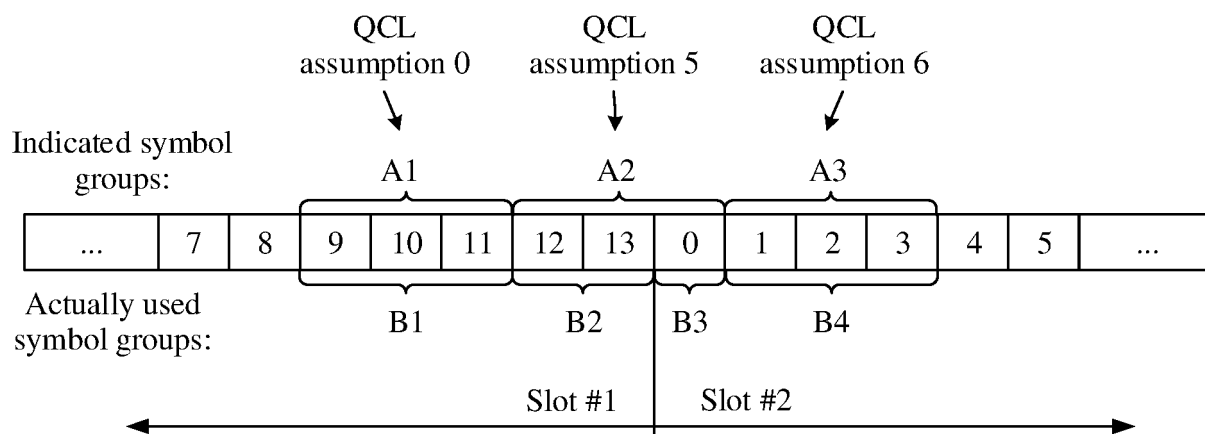 QCL QCL QCL
assumption 0 assumption 5 assumption 6
Indicated symbol
groups:
A1 A2 A3
... 7 8 9 10 11 12 13 0 1 2 3 4 5 ...
Actually used
symbol groups:
B1 B2 B3 B4
Slot #1 Slot #2